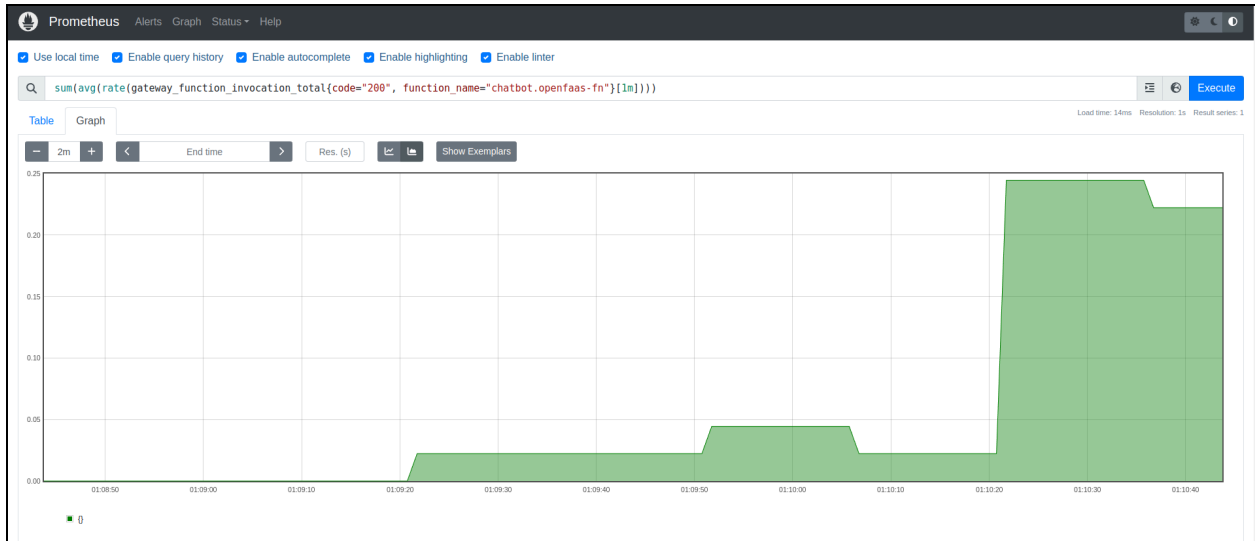 Prometheus Alerts Graph Status Help
Use local time Enable query history Enable autocomplete Enable highlighting Enable linter
sum(avg(rate(gateway_function_invocation_total{code="200", function_name="chatbot.openfaas-fn"}[1m])))
Execute
Load time: 14ms Resolution: 1s Result series: 1
Table Graph
− 2m + < End time > Res. (s) Show Exemplars
0.25
0.20
0.15
0.10
0.05
0.00
01:08:50 01:09:00 01:09:10 01:09:20 01:09:30 01:09:40 01:09:50 01:10:00 01:10:10 01:10:20 01:10:30 01:10:40
{}